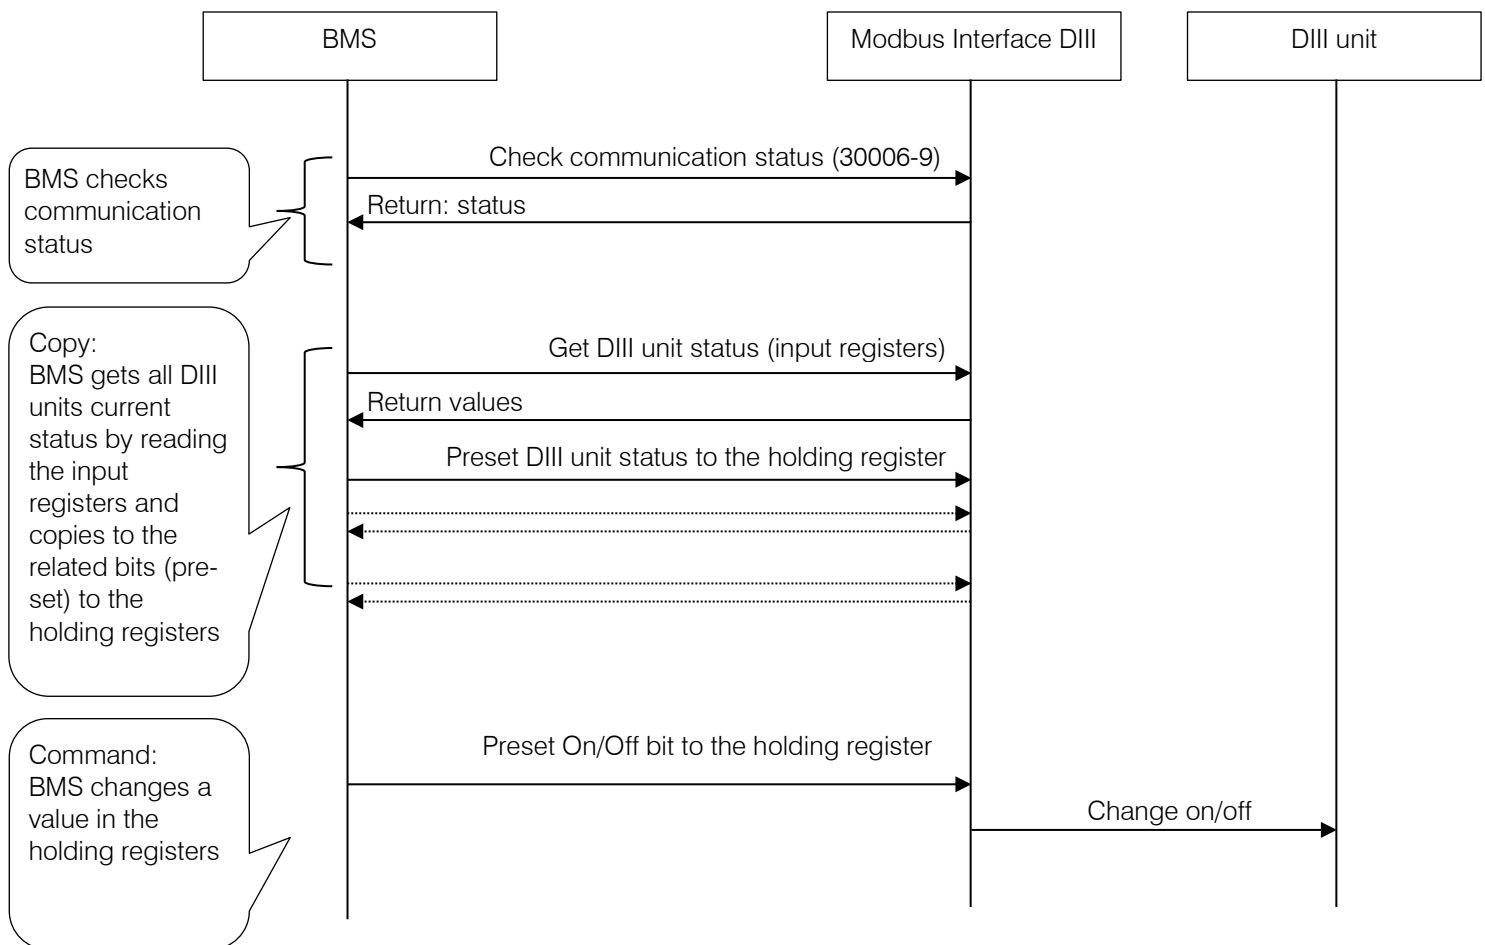 BMS
Modbus Interface DIII
DIII unit
BMS checks
communication
status
Check communication status (30006-9)
Return: status
Copy:
BMS gets all DIII
units current
status by reading
the input
registers and
copies to the
related bits (pre-
set) to the
holding registers
Get DIII unit status (input registers)
Return values
Preset DIII unit status to the holding register
Command:
BMS changes a
value in the
holding registers
Preset On/Off bit to the holding register
Change on/off